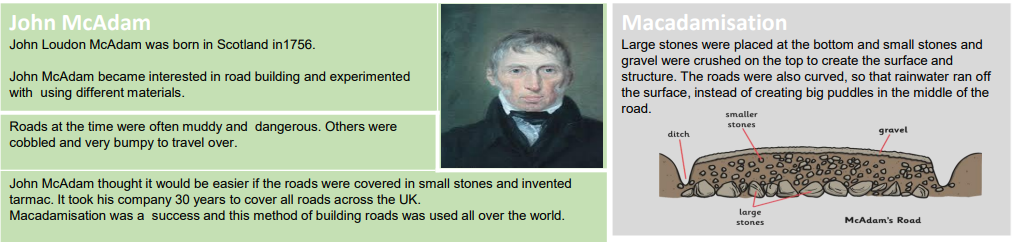 John McAdam
John Loudon McAdam was born in Scotland in1756.
John McAdam became interested in road building and experimented
with using different materials.
Roads at the time were often muddy and dangerous. Others were
cobbled and very bumpy to travel over.
John McAdam thought it would be easier if the roads were covered in small stones and invented
tarmac. It took his company 30 years to cover all roads across the UK.
Macadamisation was a success and this method of building roads was used all over the world.
Macadamisation
Large stones were placed at the bottom and small stones and
gravel were crushed on the top to create the surface and
structure. The roads were also curved, so that rainwater ran off
the surface, instead of creating big puddles in the middle of the
road.
smaller
stones
ditch
gravel
large
stones
McAdam's Road